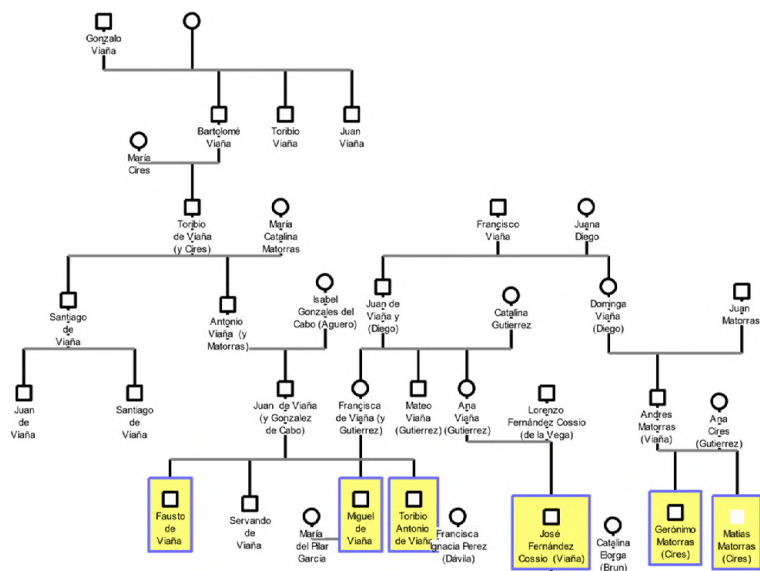 Gonzalo
Viaña
Bartolomé
Viaña
Toribio
Viaña
Juan
Viaña
María
Cires
Toribio
de Viaña
(y Cires)
María
Catalina
Matorras
Francisco
Viaña
Juana
Diego
Santiago
de
Viaña
Antonio
Viaña (y
Matorras)
Isabel
Gonzales del
Cabo (Aguero)
Juan de
Viaña y
(Diego)
Catalina
Gutierrez
Dominga
Viaña
(Diego)
Juan
Matorras
Juan
de
Viaña
Santiago
de
Viaña
Juan de Viaña
(y Gonzalez
de Cabo)
Francisca
de Viaña (y
Gutierrez)
Mateo
Viaña
(Gutierrez)
Ana
Viaña
(Gutierrez)
Lorenzo
Fernández Cossio
(de la Vega)
Andres
Matorras
(Viaña)
Ana
Cires
(Gutierrez)
Fausto
de
Viaña
Servando
de
Viaña
María
del Pilar
García
Miguel
de
Viaña
Toribio
Antonio
de Viaña
Francisca
Ignacia Perez
(Dávila)
José
Fernández
Cossio (Viaña)
Catalina
Borga
(Brun)
Gerónimo
Matorras
(Cires)
Matias
Matorras
(Cires)